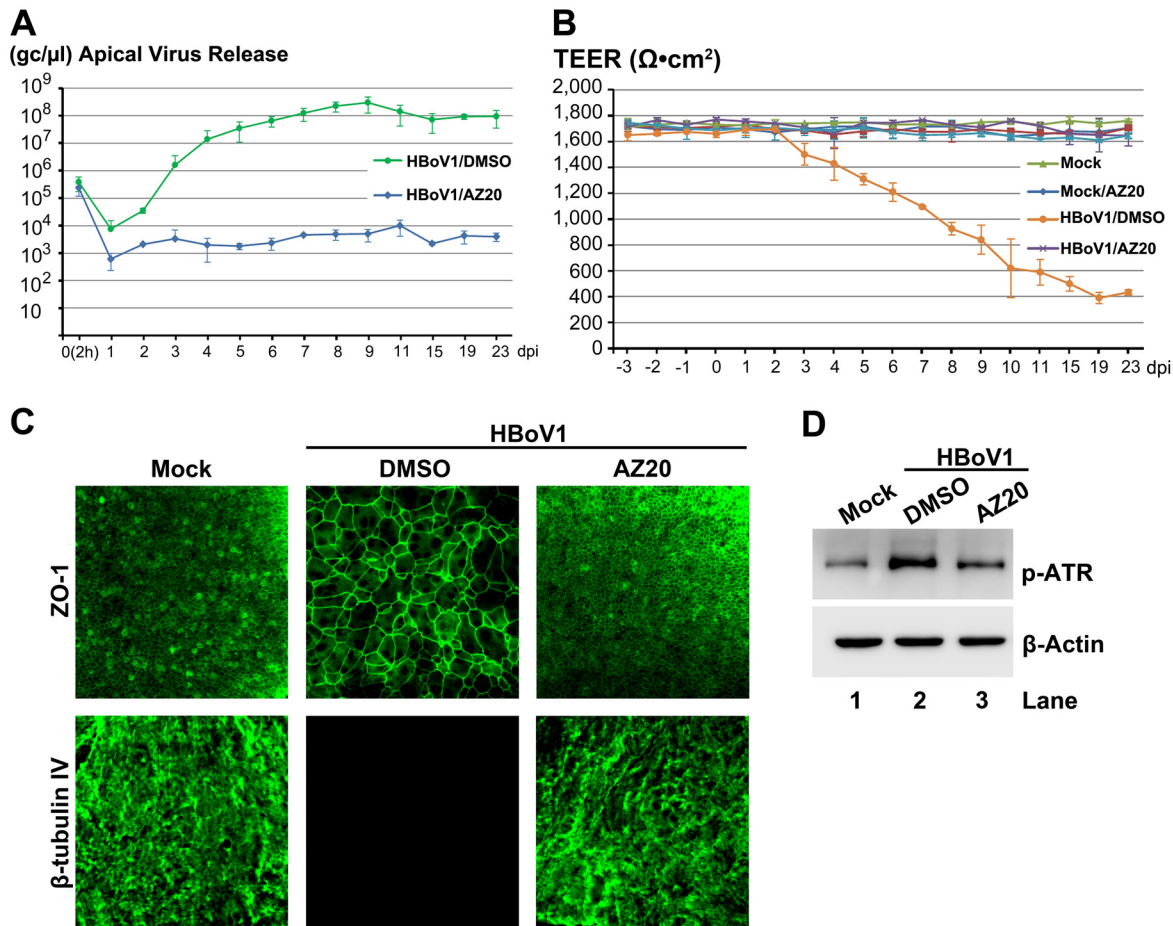 A
(gc/µl) Apical Virus Release
10⁹
10⁸
10⁷
10⁶
10⁵
10⁴
10³
10²
10
HBoV1/DMSO
HBoV1/AZ20
0(2h) 1 2 3 4 5 6 7 8 9 11 15 19 23 dpi
B
TEER (Ω•cm²)
2,000
1,800
1,600
1,400
1,200
1,000
800
600
400
200
0
Mock
Mock/AZ20
HBoV1/DMSO
HBoV1/AZ20
-3 -2 -1 0 1 2 3 4 5 6 7 8 9 10 11 15 19 23 dpi
C
HBoV1
Mock DMSO AZ20
ZO-1
β-tubulin IV
D
HBoV1
Mock DMSO AZ20
p-ATR
β-Actin
1 2 3 Lane